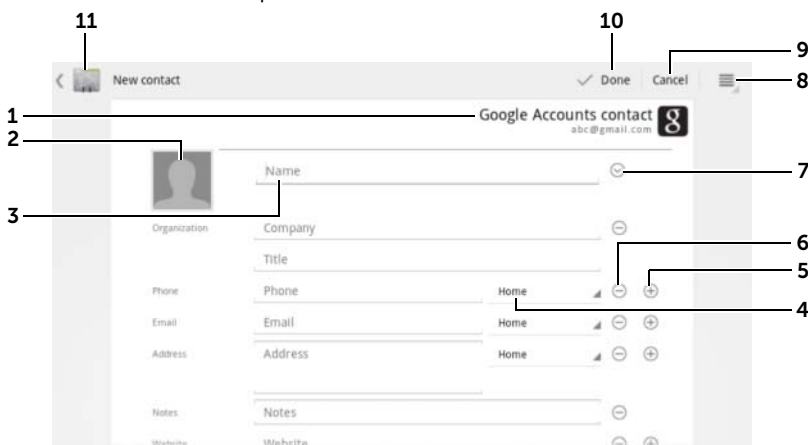 11
10
9
New contact
Done
Cancel
8
1
Google Accounts contact
g
abc@gmail.com
2
Name
7
3
Organization
Company
6
Title
5
Phone
Phone
Home
4
Email
Email
Home
Address
Address
Home
Notes
Notes
Website
Website